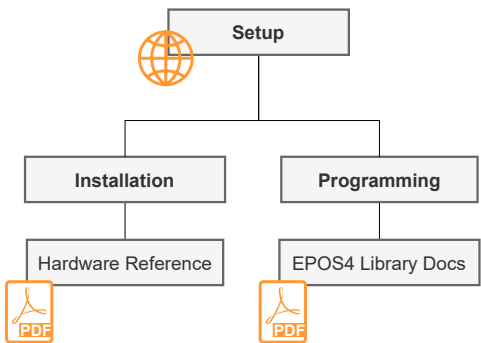 Setup
Installation
Programming
Hardware Reference
EPOS4 Library Docs
PDF
PDF